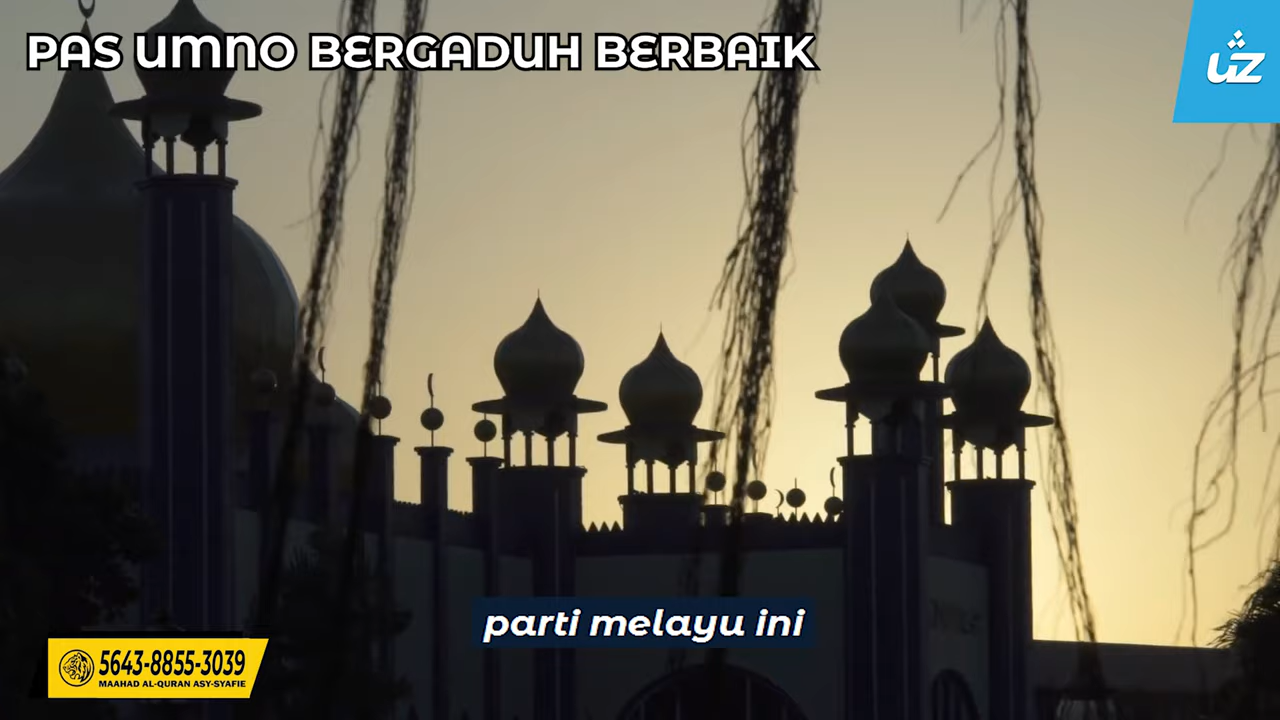 PAS UMNO BERGADUH BERBAIK
UZ
parti melayu ini
5643-8855-3039
MAAHAD AL-QURAN ASY-SYAFIE